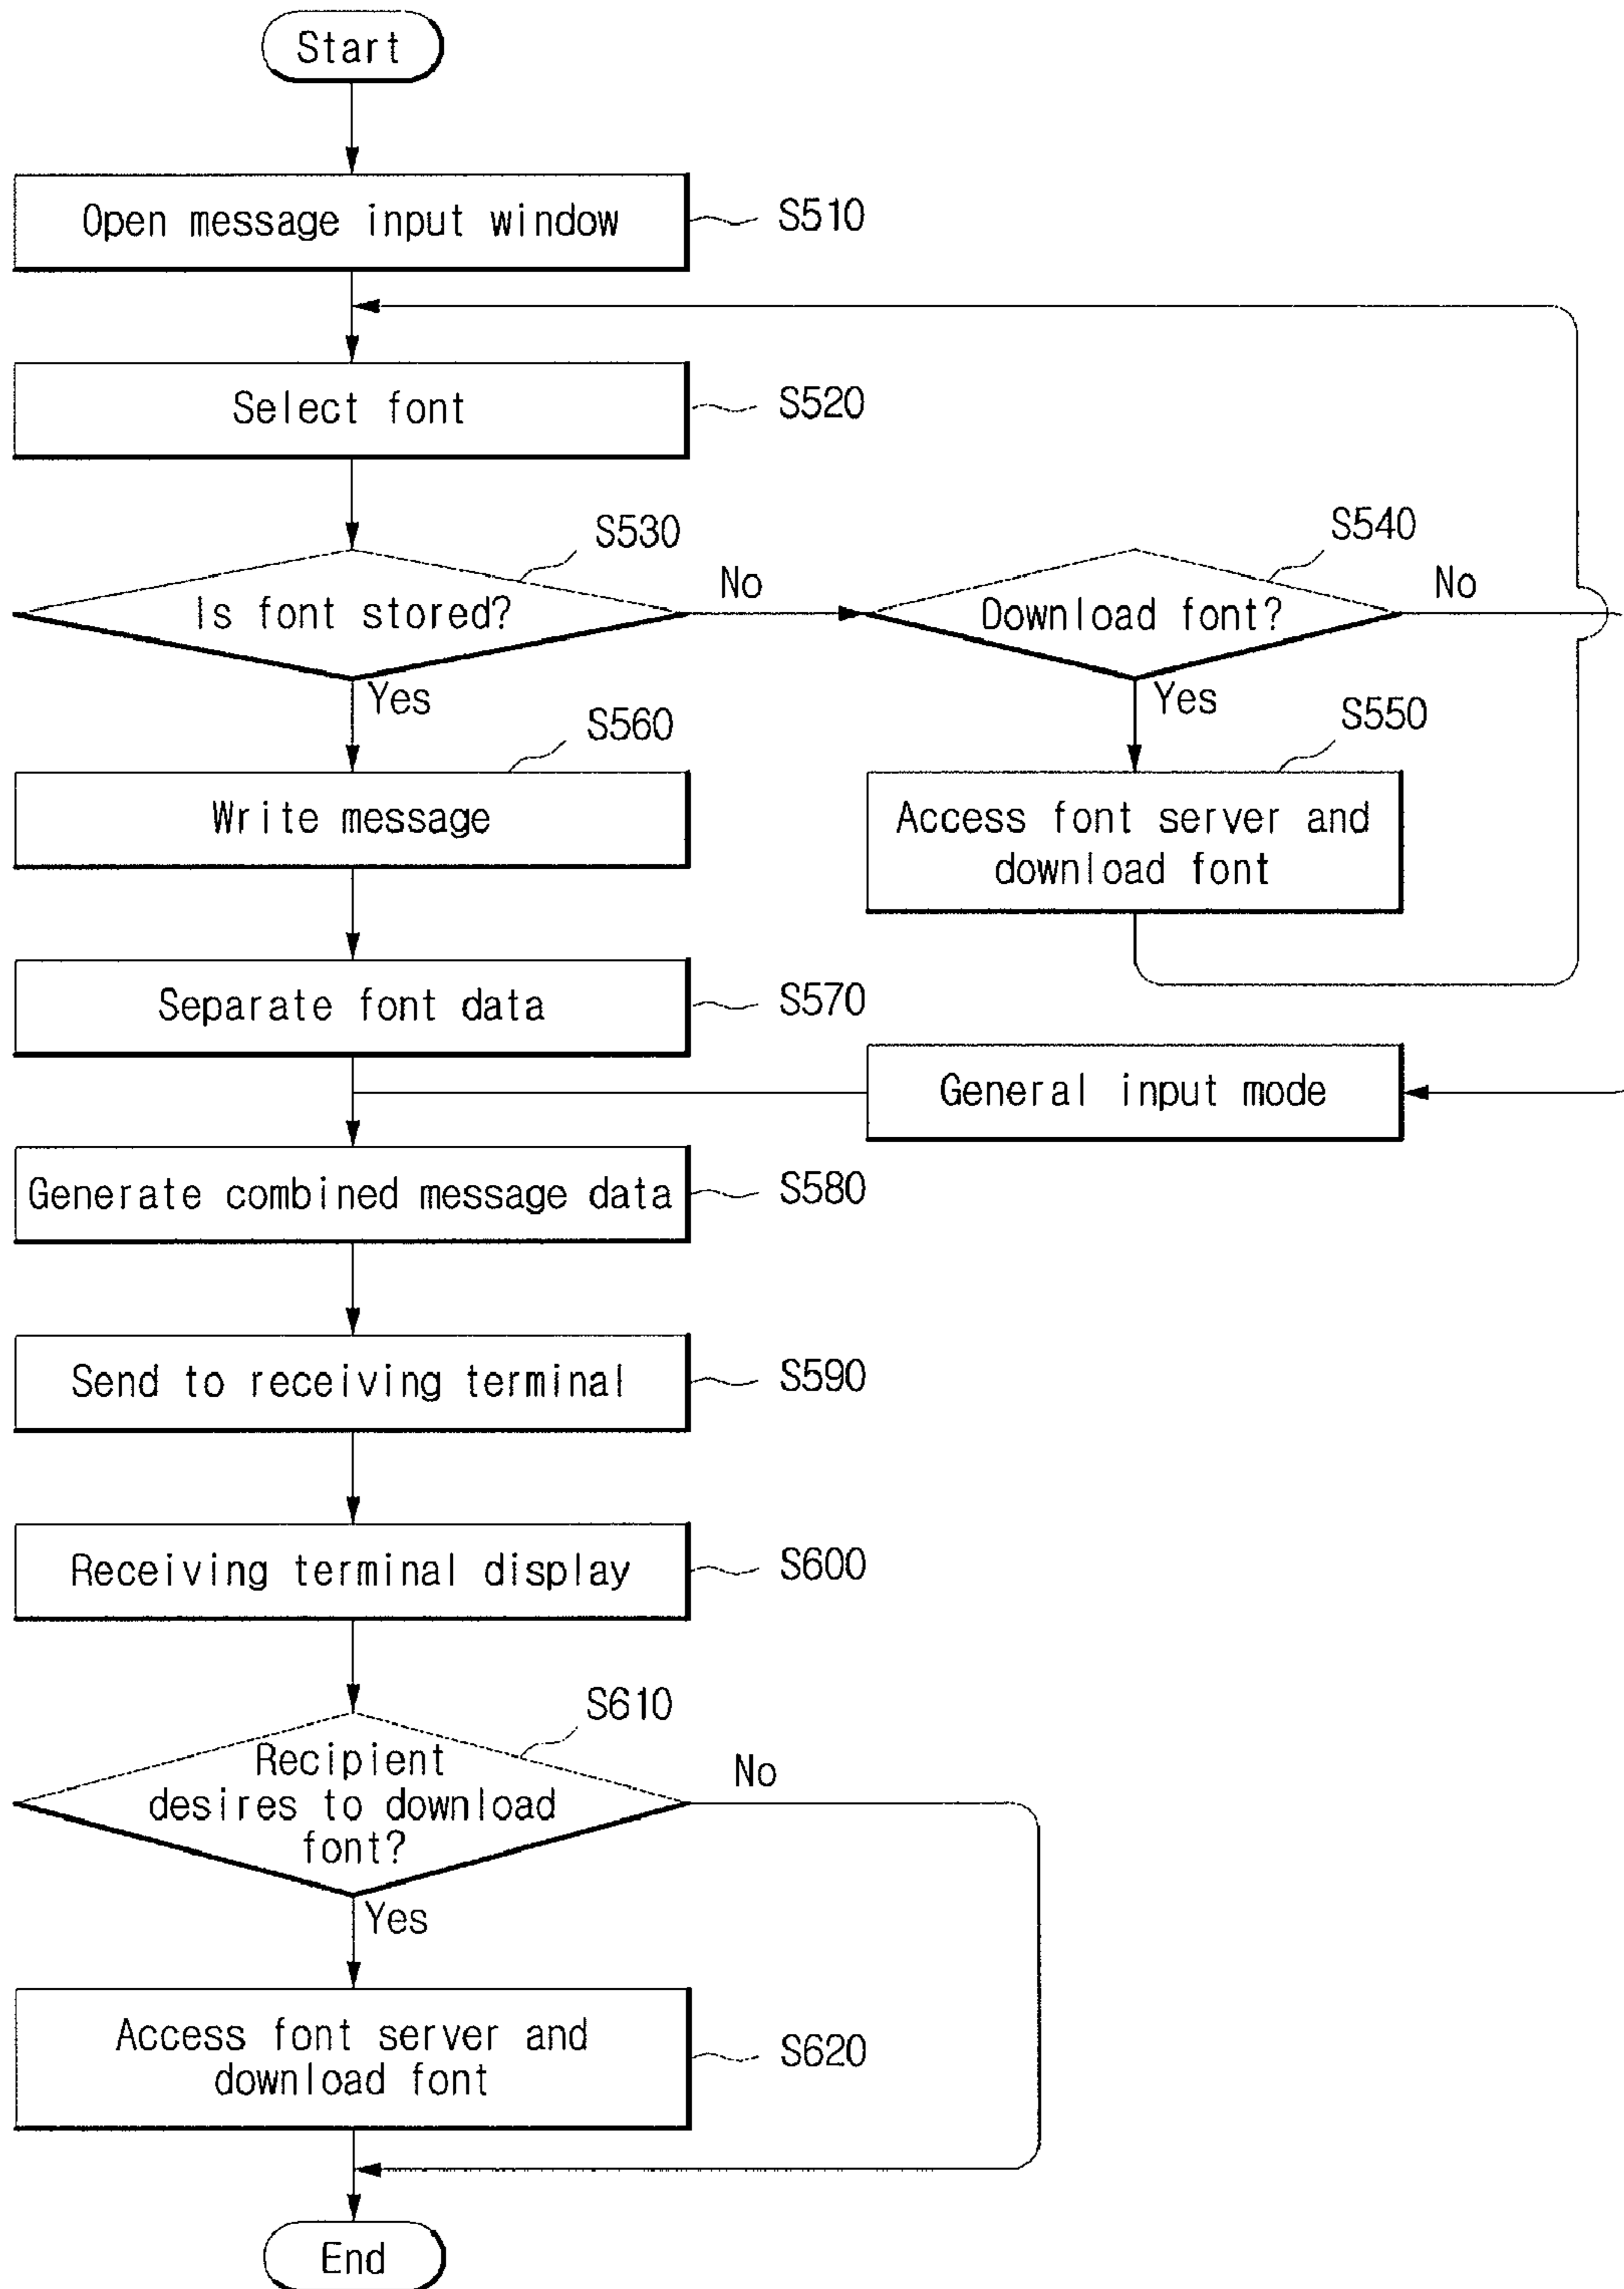 Start
Open message input window
S510
Select font
S520
S530
Is font stored?
No
S540
Download font?
No
Yes
Yes
S560
Write message
S550
Access font server and
download font
Separate font data
S570
General input mode
Generate combined message data
S580
Send to receiving terminal
S590
Receiving terminal display
S600
S610
Recipient
desires to download
font?
No
Yes
Access font server and
download font
S620
End